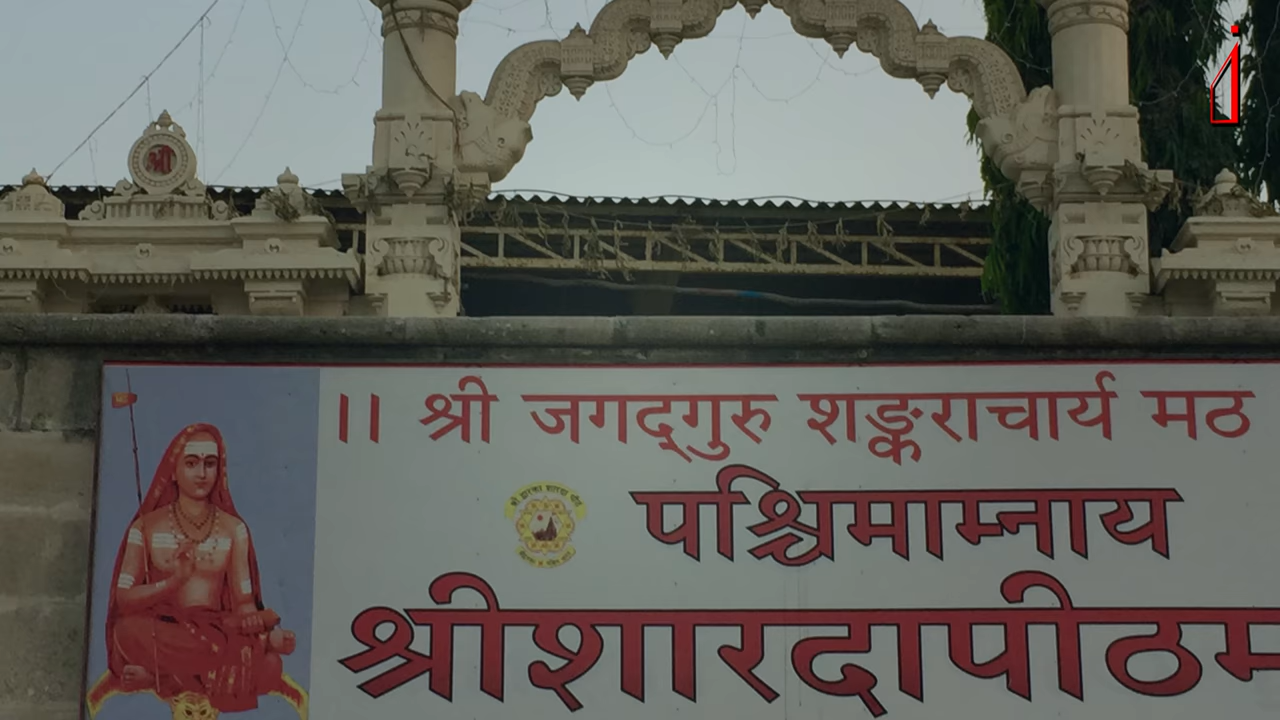 श्री
।। श्री जगद्गुरु शङ्कराचार्य मठ
पश्चिमाम्नाय
श्रीशारदापीठम